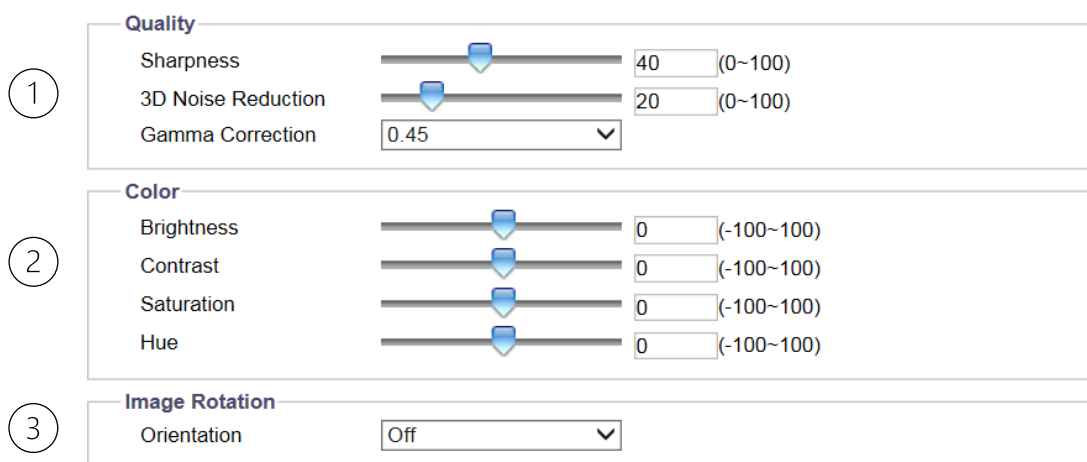 Quality
1
Sharpness 40 (0~100)
3D Noise Reduction 20 (0~100)
Gamma Correction 0.45
Color
2
Brightness 0 (-100~100)
Contrast 0 (-100~100)
Saturation 0 (-100~100)
Hue 0 (-100~100)
Image Rotation
3
Orientation Off